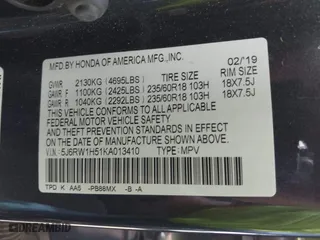 MFD.BY HONDA OF AMERICA MFG.,INC. 02/19
GVWR 2130KG (4695LBS) TIRE SIZE RIM SIZE
GAWR F 1100KG (2425LBS) 235/60R18 103H 18X7.5J
GAWR R 1040KG (2292LBS) 235/60R18 103H 18X7.5J
THIS VEHICLE CONFORMS TO ALL APPLICABLE
FEDERAL MOTOR VEHICLE SAFETY
AND THEFT PREVENTION STANDARDS IN EFFECT
ON THE DATE OF MANUFACTURE SHOWN ABOVE.
V.I.N: 5J6RW1H51KA013410 TYPE: MPV
TPD K AAS -PB88MX -B -A
DREAMBID